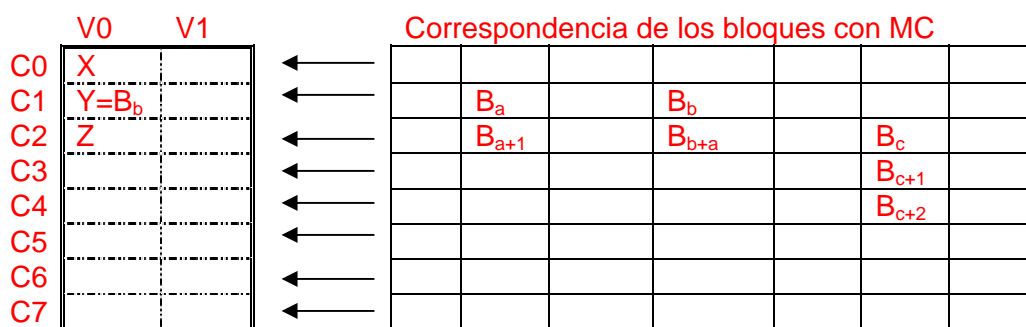 V0 V1 Correspondencia de los bloques con MC
C0 X
C1 Y=Bb Ba Bb
C2 Z Ba+1 Bb+a Bc
C3 Bc+1
C4 Bc+2
C5
C6
C7